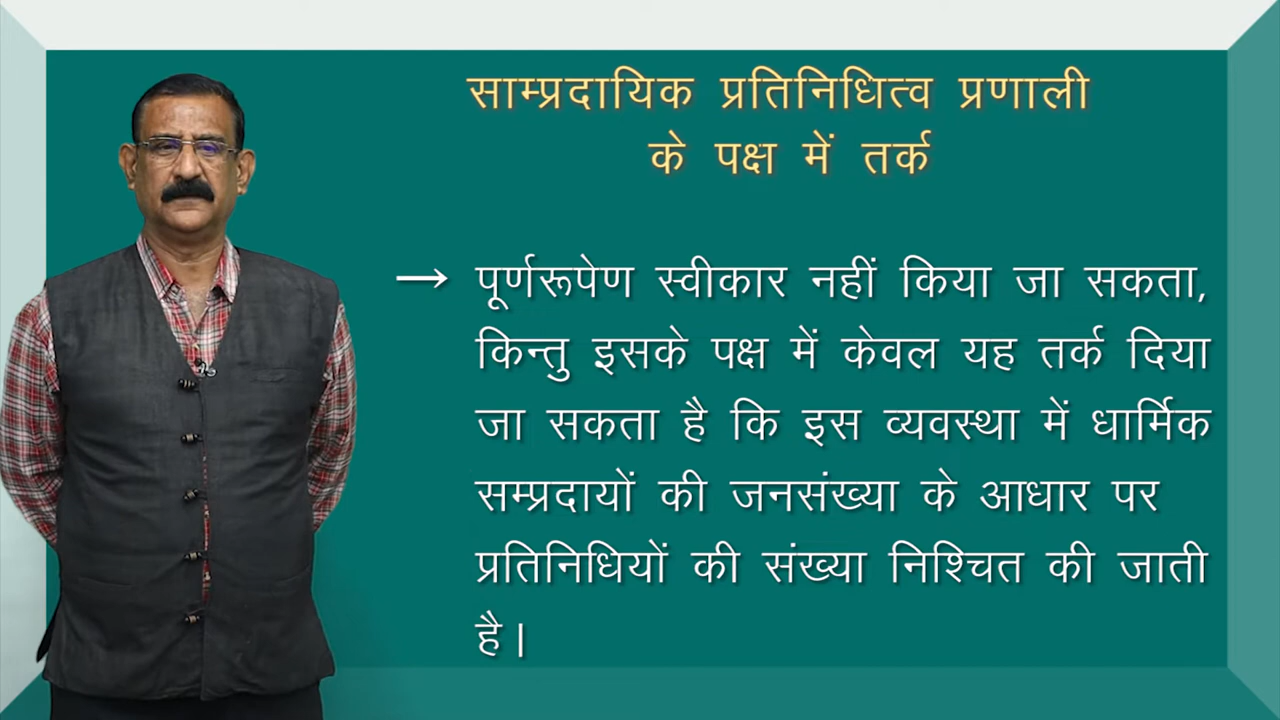 साम्प्रदायिक प्रतिनिधित्व प्रणाली
के पक्ष में तर्क
→ पूर्णरूपेण स्वीकार नहीं किया जा सकता,
किन्तु इसके पक्ष में केवल यह तर्क दिया
जा सकता है कि इस व्यवस्था में धार्मिक
सम्प्रदायों की जनसंख्या के आधार पर
प्रतिनिधियों की संख्या निश्चित की जाती
है।